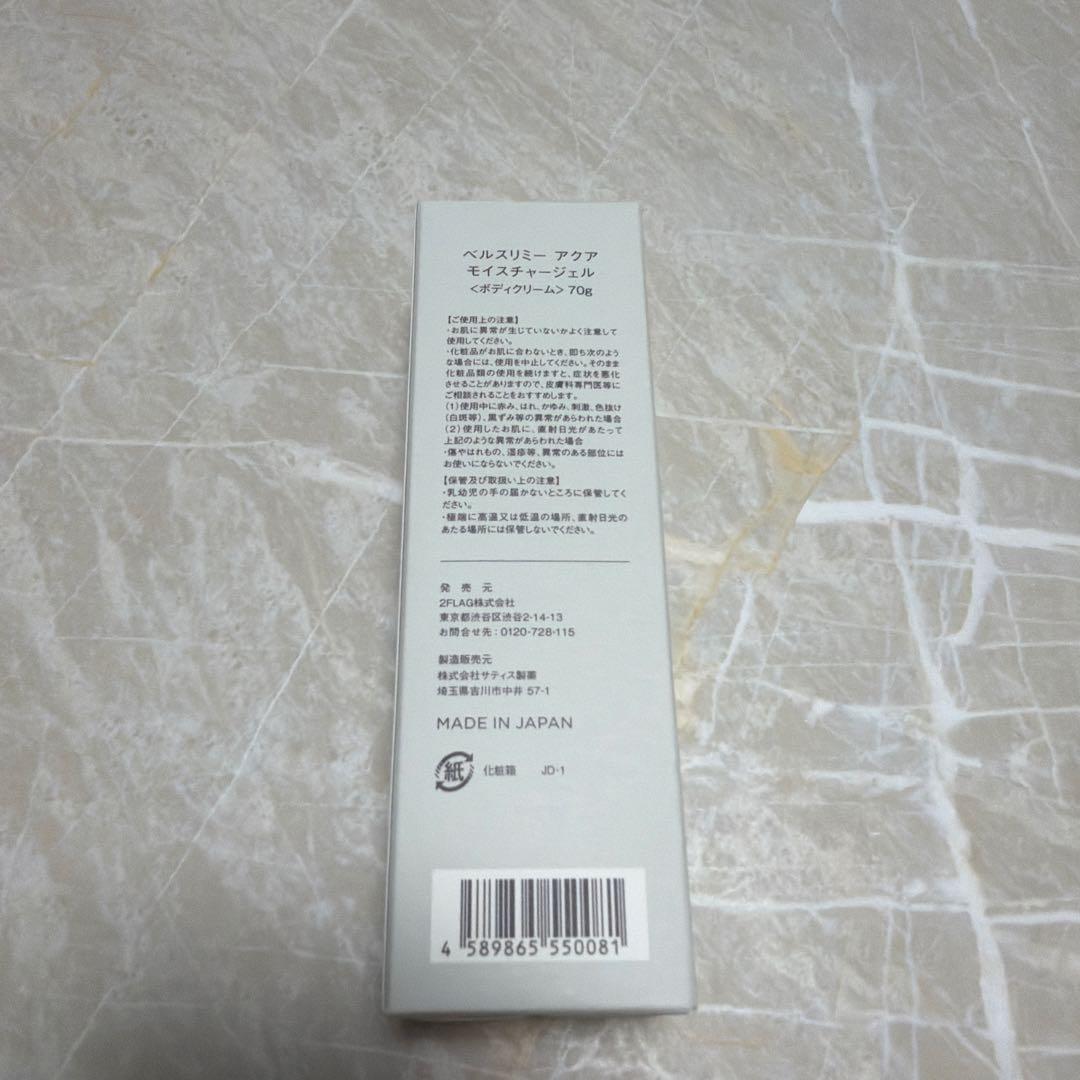 ベルスリミー アクア
モイスチャージェル
<ボディクリーム> 70g
【ご使用上の注意】
・お肌に異常が生じていないかよく注意して
使用してください。
・化粧品がお肌に合わないとき、即ち次のよう
な場合には、使用を中止してください。そのまま
化粧品類の使用を続けますと、症状を悪化
させることがありますので、皮膚科専門医等に
ご相談されることをおすすめします。
(1)使用中に赤み、はれ、かゆみ、刺激、色抜け
(白斑等)、黒ずみ等の異常があらわれた場合
(2)使用したお肌に、直射日光があたって
上記のような異常があらわれた場合
・傷やはれもの、湿疹等、異常のある部位には
お使いにならないでください。
【保管及び取扱い上の注意】
・乳幼児の手の届かないところに保管してく
ださい。
・極端に高温又は低温の場所、直射日光の
あたる場所には保管しないでください。
発 売 元
2FLAG株式会社
東京都渋谷区渋谷2-14-13
お問合せ先:0120-728-115
製造販売元
株式会社サティス製薬
埼玉県吉川市中井 57-1
MADE IN JAPAN
紙 化粧箱 JD-1
4 589865 550081